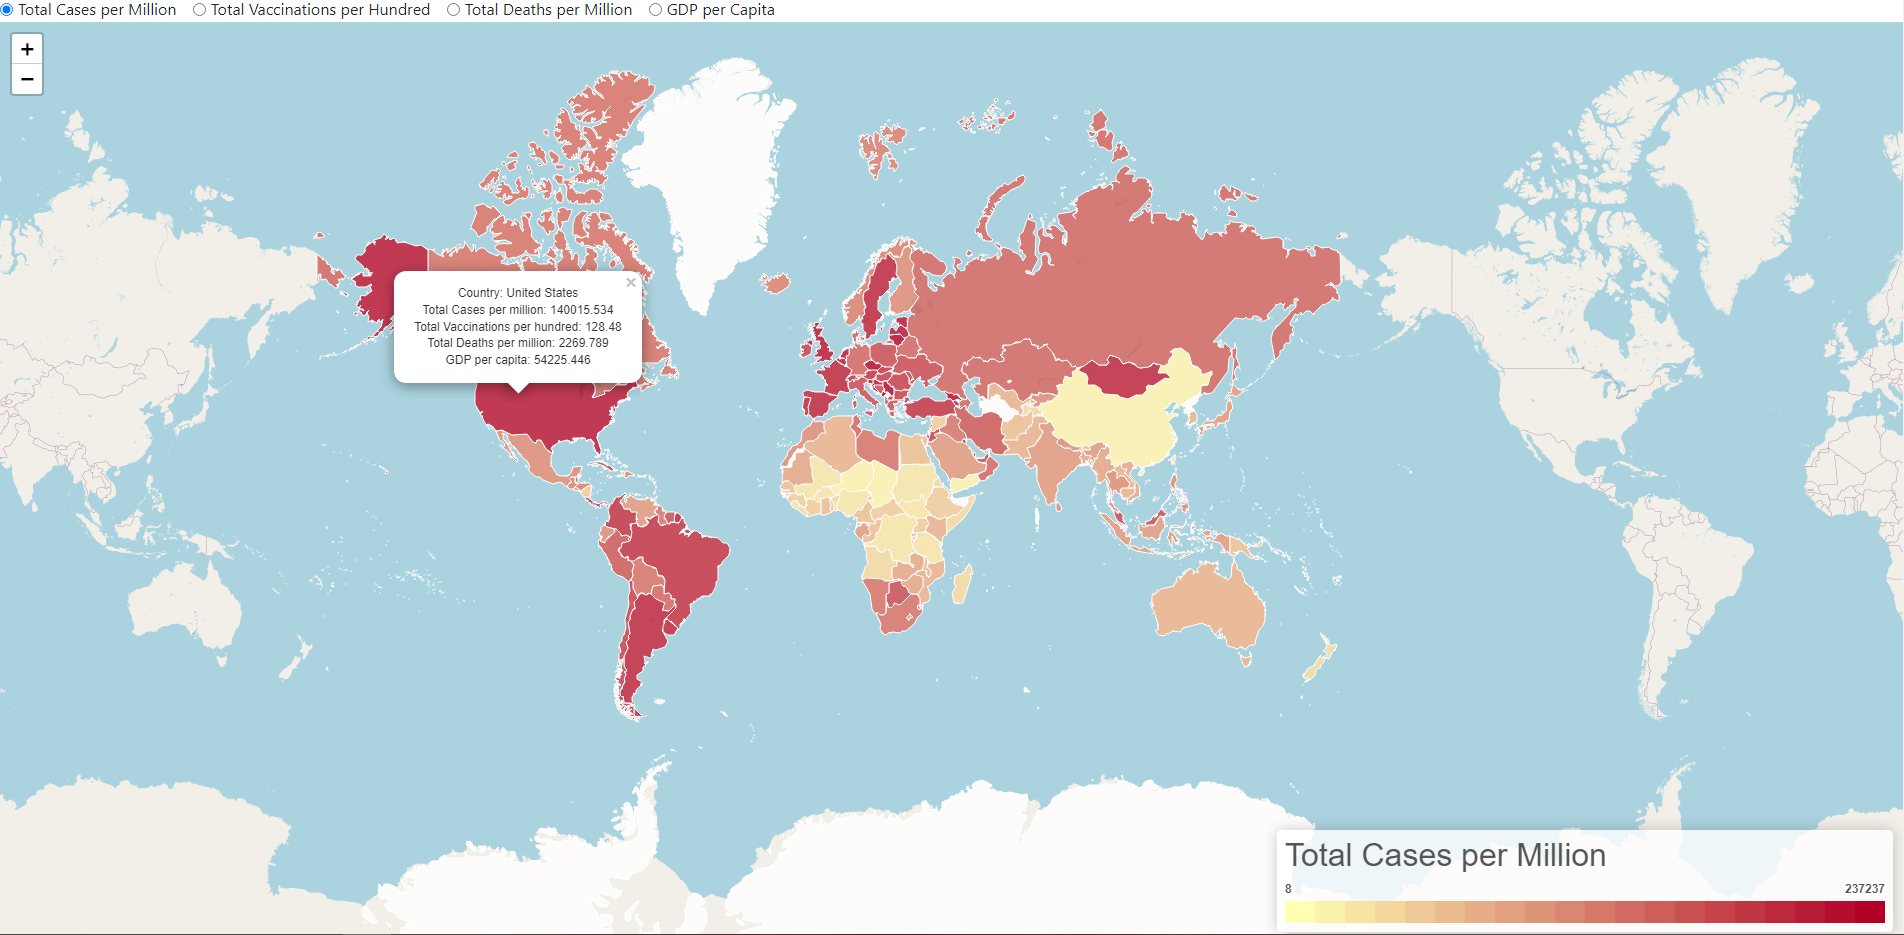 Total Cases per Million Total Vaccinations per Hundred Total Deaths per Million GDP per Capita
+
−
×
Country: United States
Total Cases per million: 140015.534
Total Vaccinations per hundred: 128.48
Total Deaths per million: 2269.789
GDP per capita: 54225.446
Total Cases per Million
8 237237